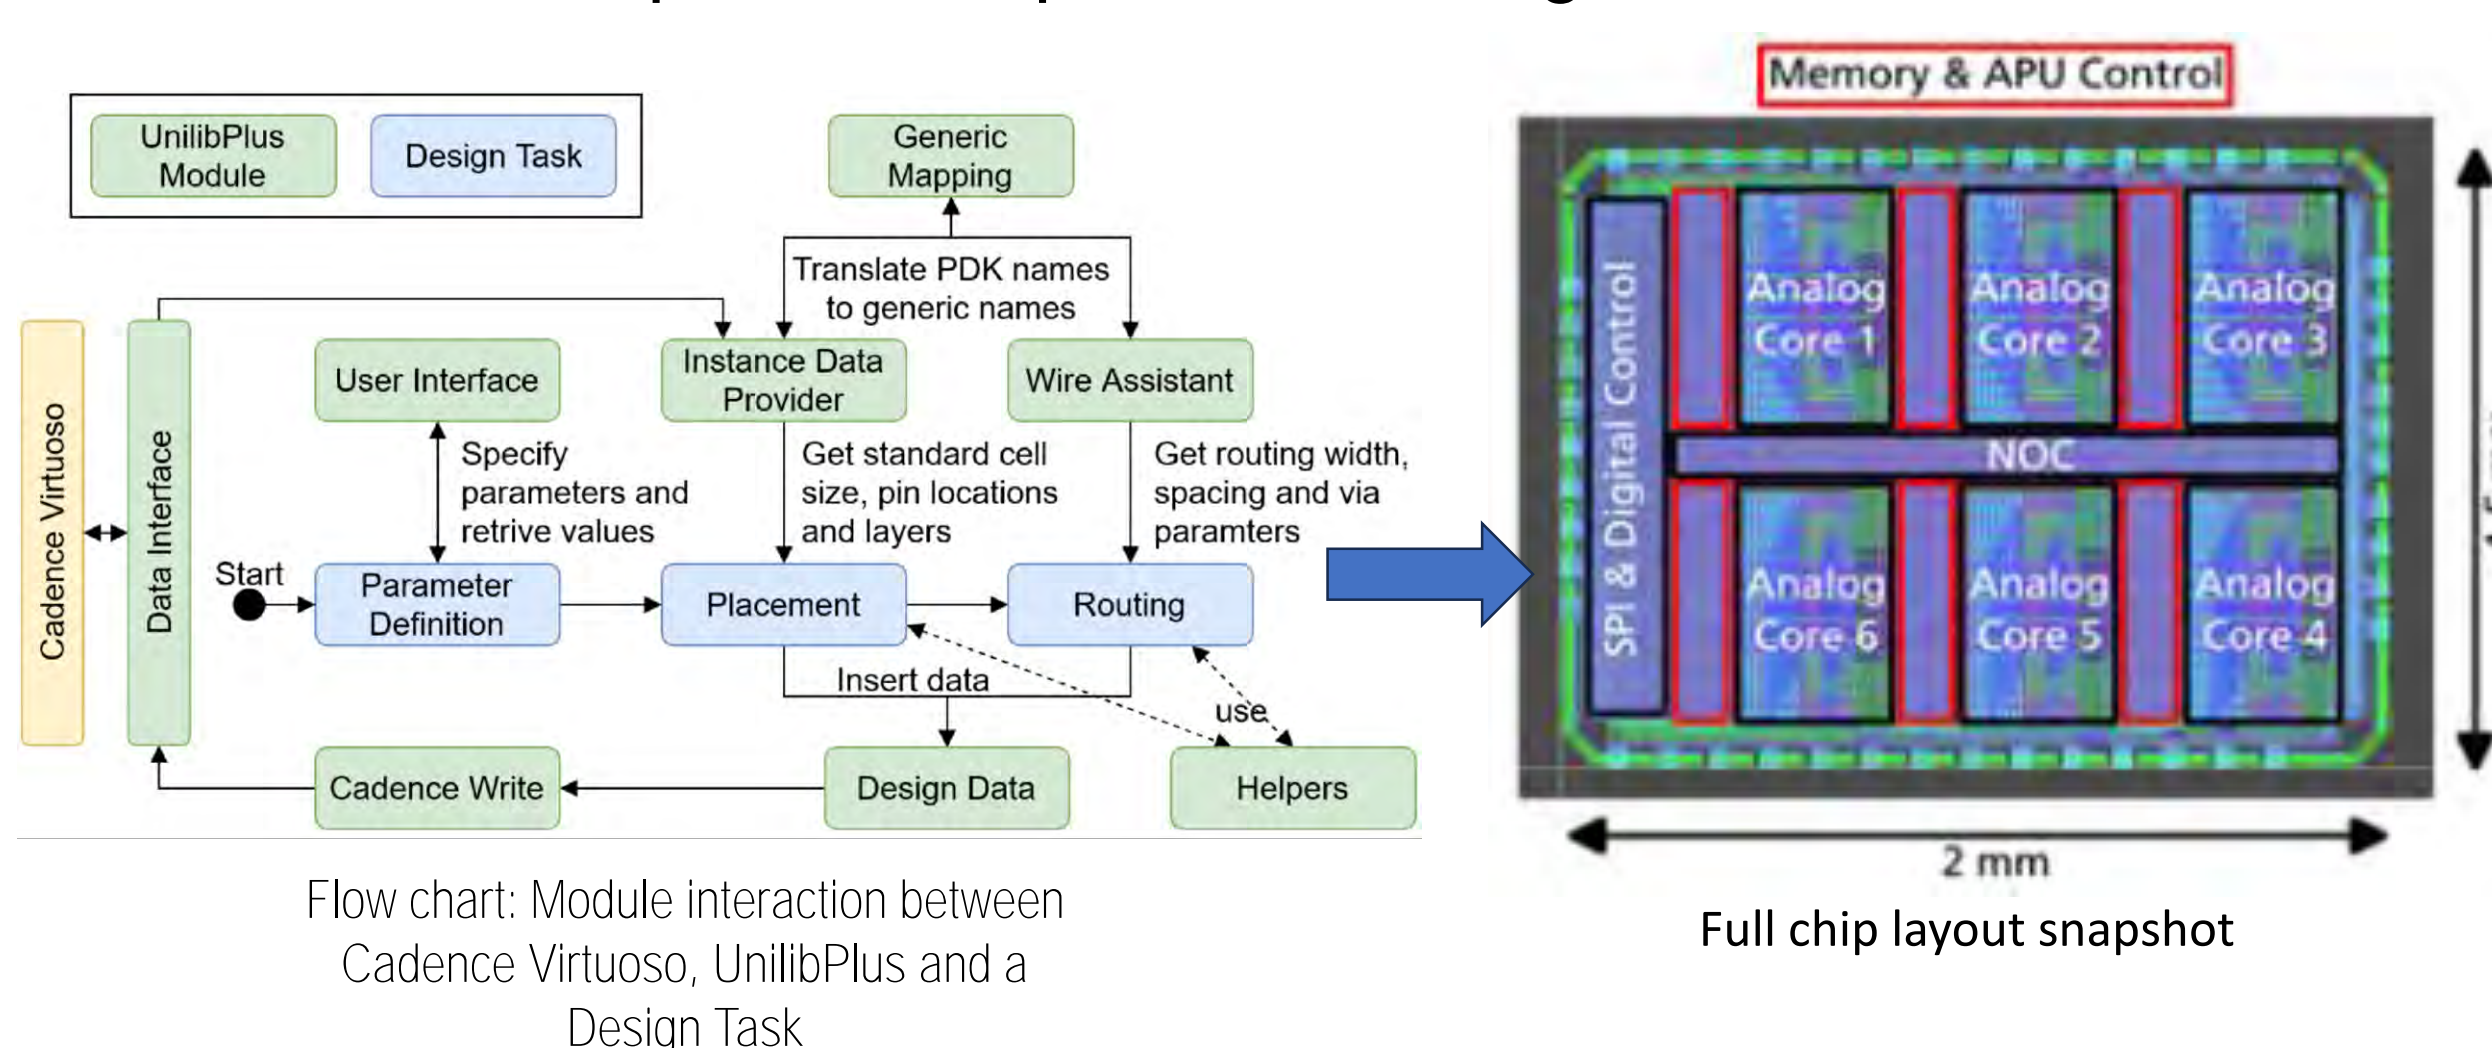 UnilibPlus
Module
Design Task
Generic
Mapping
Translate PDK names
to generic names
Cadence Virtuoso
Data Interface
User Interface
Instance Data
Provider
Wire Assistant
Specify
parameters and
retrive values
Get standard cell
size, pin locations
and layers
Get routing width,
spacing and via
paramters
Start
Parameter
Definition
Placement
Routing
Insert data
use
Cadence Write
Design Data
Helpers
Flow chart: Module interaction between
Cadence Virtuoso, UnilibPlus and a
Design Task
Memory & APU Control
SPI & Digital Control
Analog
Core 1
Analog
Core 2
Analog
Core 3
NOC
Analog
Core 6
Analog
Core 5
Analog
Core 4
2 mm
Full chip layout snapshot